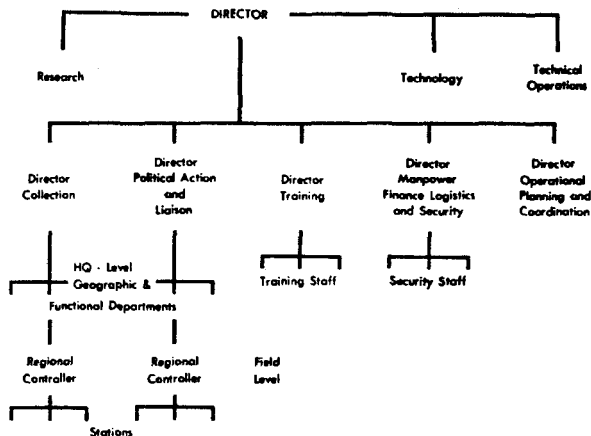 DIRECTOR
Research
Technology
Technical
Operations
Director
Collection
Director
Political Action
and
Liaison
Director
Training
Director
Manpower
Finance Logistics
and Security
Director
Operational
Planning and
Coordination
HQ - Level
Geographic &
Functional Departments
Training Staff
Security Staff
Regional
Controller
Regional
Controller
Field
Level
Stations